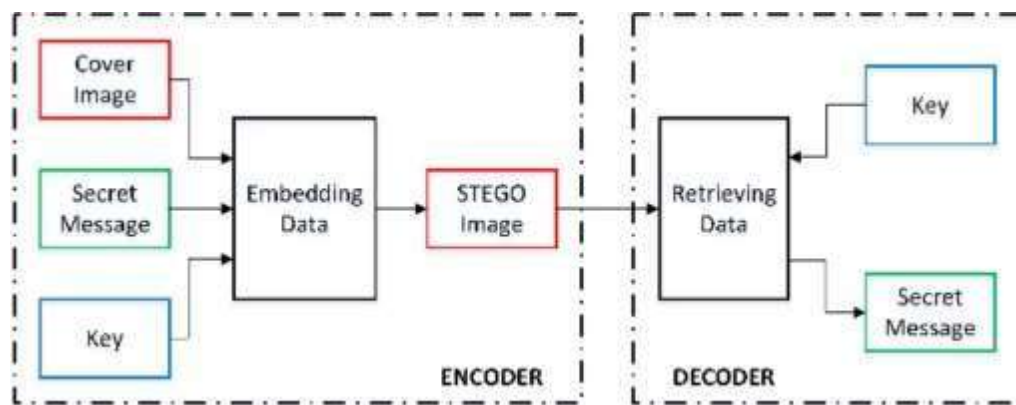 Cover
Image
Secret
Message
Key
Embedding
Data
STEGO
Image
ENCODER
Retrieving
Data
Key
Secret
Message
DECODER